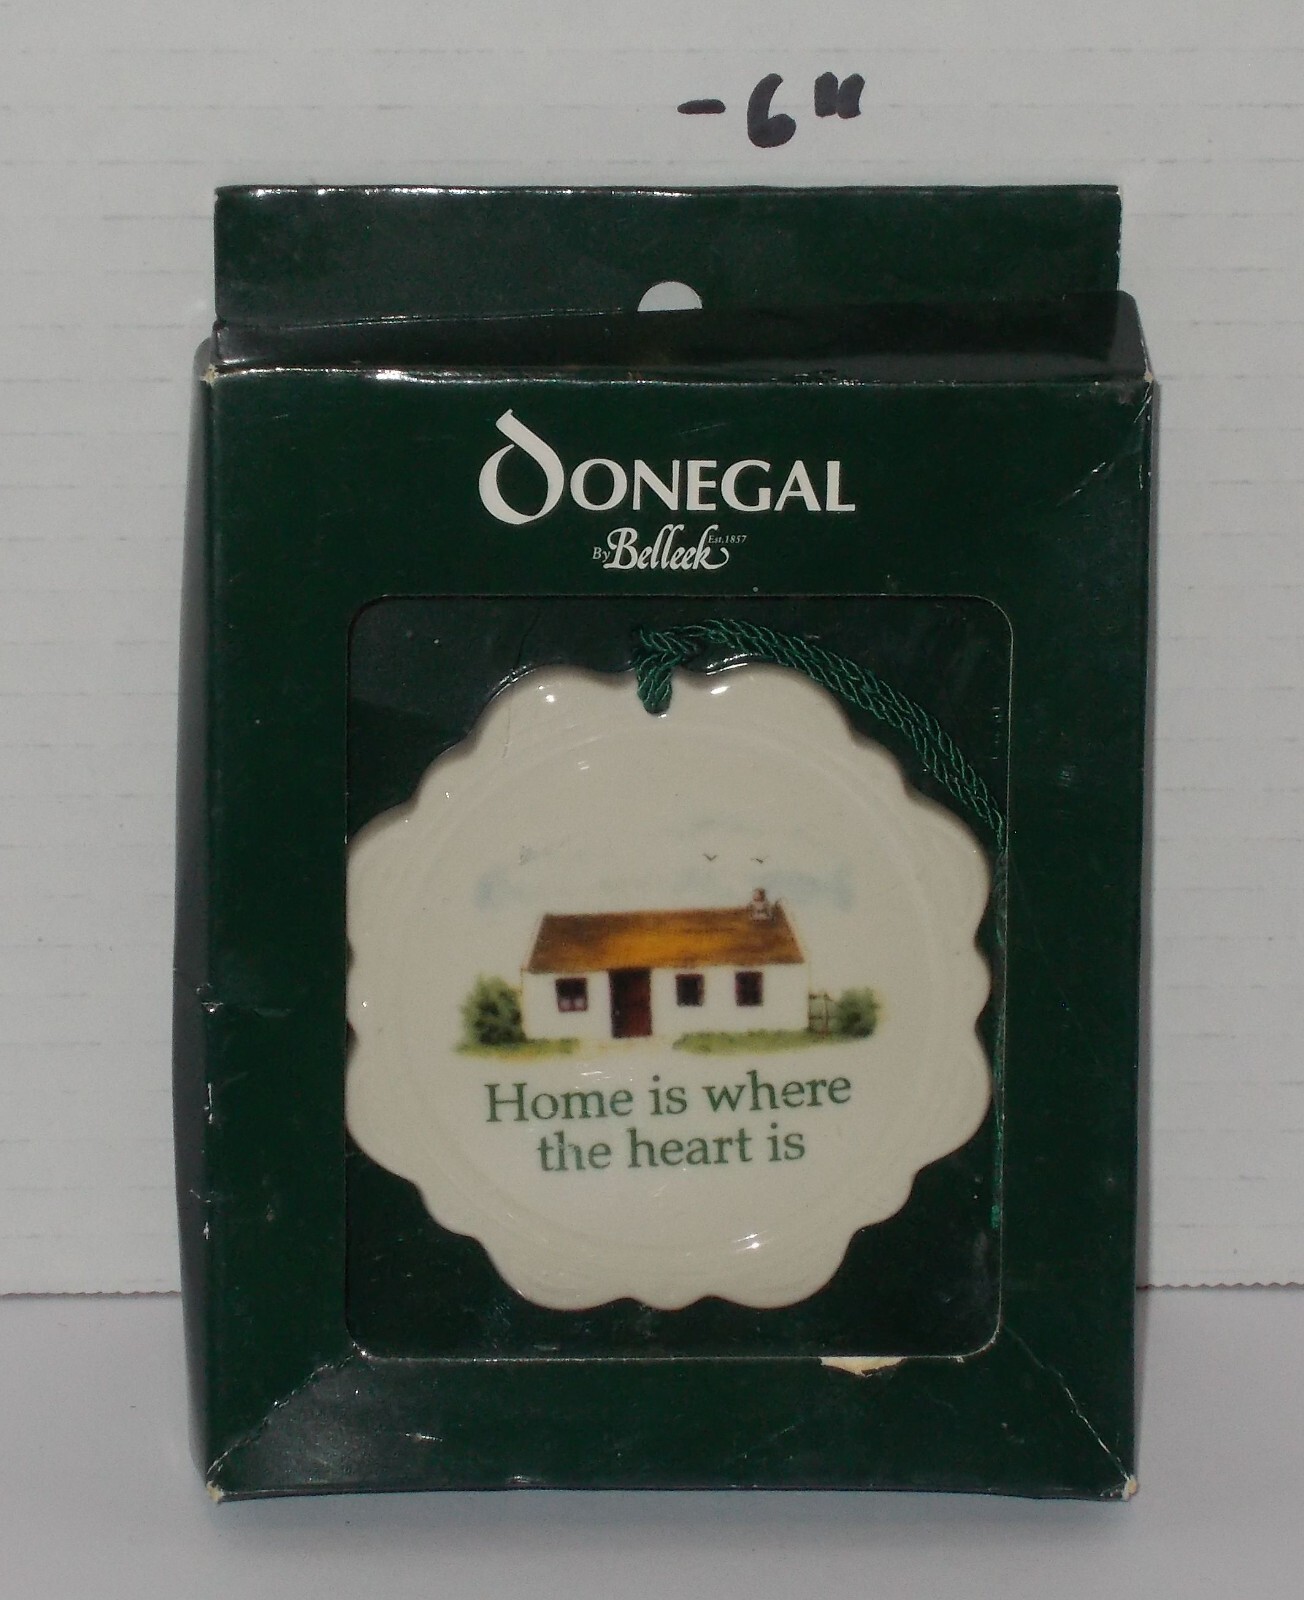 - 6"
DONEGAL
By Belleek Est. 1857
Home is where
the heart is